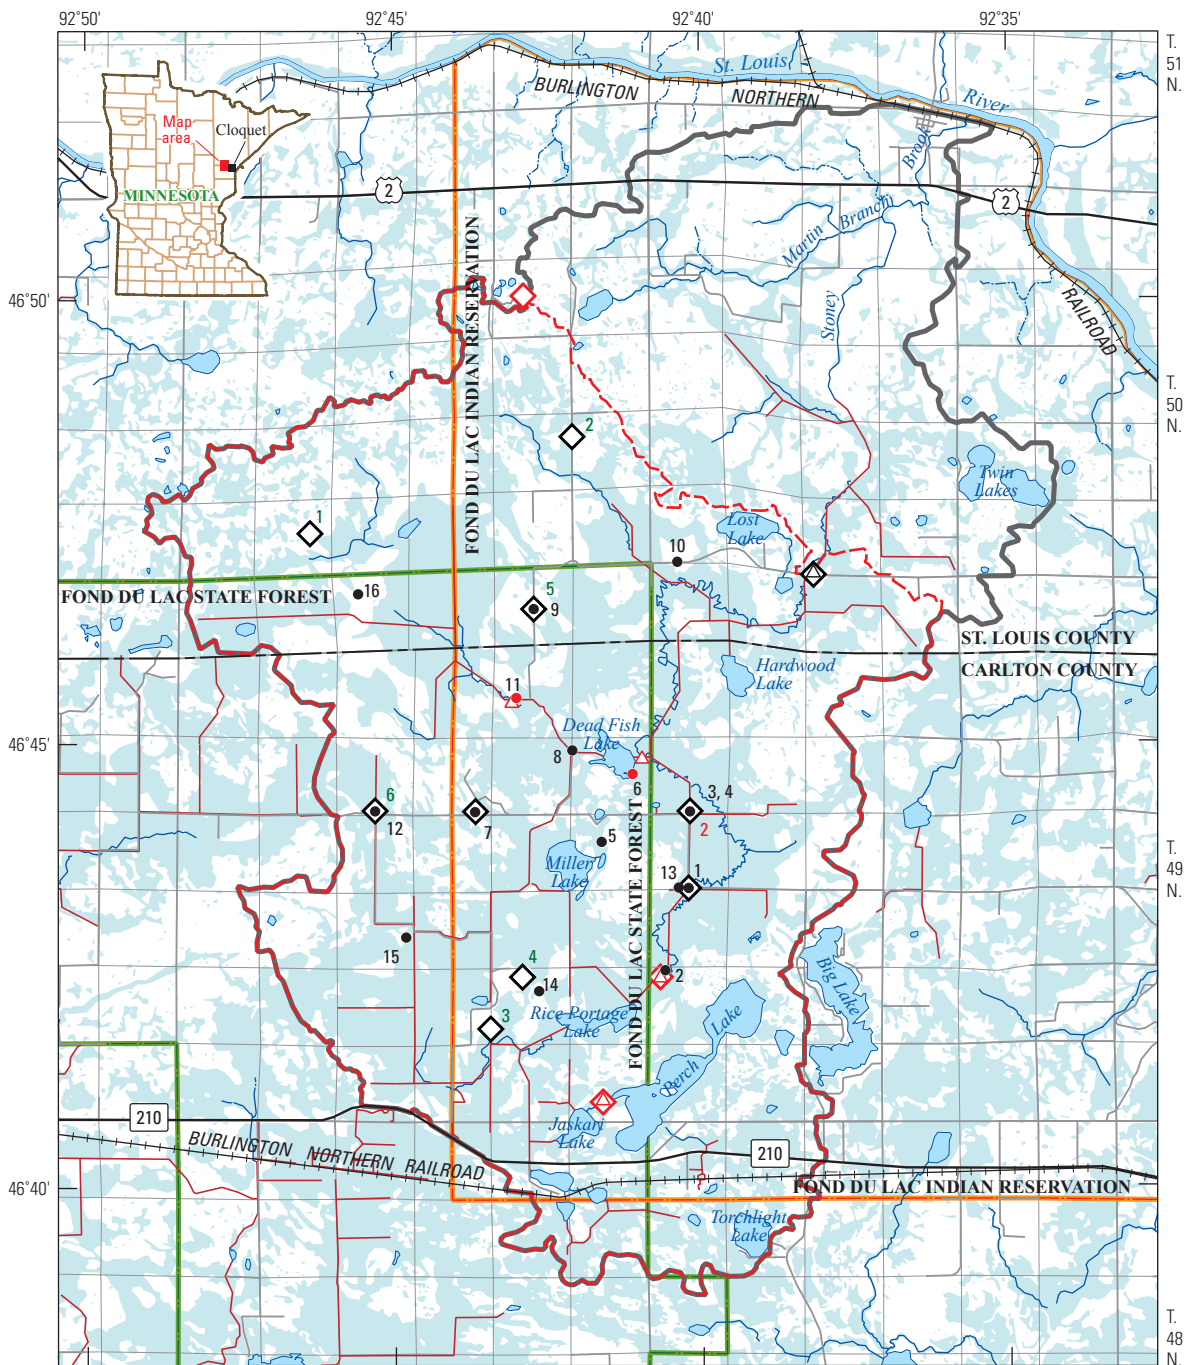 92°50'
92°45'
92°40'
92°35'
T.
51
N.
St. Louis
River
BURLINGTON
NORTHERN
RAILROAD
Map
area
Cloquet
MINNESOTA
2
2
Brook
Martin
Branch
Stoney
46°50'
FOND DU LAC INDIAN RESERVATION
T.
50
N.
2
Twin
Lakes
1
Lost
Lake
10
FOND DU LAC STATE FOREST
16
5
9
ST. LOUIS COUNTY
CARLTON COUNTY
Hardwood
Lake
11
Dead Fish
Lake
46°45'
8
6
6
12
7
3, 4
2
5
Miller
Lake
13
1
T.
49
N.
FOND DU LAC STATE FOREST
15
4
14
2
Big Lake
Rice Portage
Lake
3
Perch
Lake
Jaskari
Lake
210
BURLINGTON NORTHERN RAILROAD
210
46°40'
FOND DU LAC INDIAN RESERVATION
Torchlight
Lake
T.
48
N.